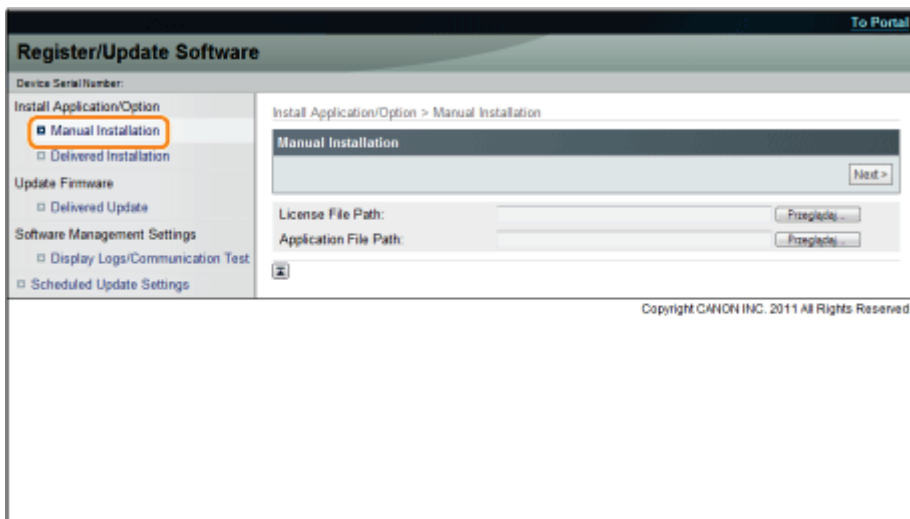 To Portal
Register/Update Software
Device Serial Number:
Install Application/Option
Manual Installation
Delivered Installation
Update Firmware
Delivered Update
Software Management Settings
Display Logs/Communication Test
Scheduled Update Settings
Install Application/Option > Manual Installation
Manual Installation
Next >
License File Path:
Przeglądaj...
Application File Path:
Przeglądaj...
Copyright CANON INC. 2011 All Rights Reserved